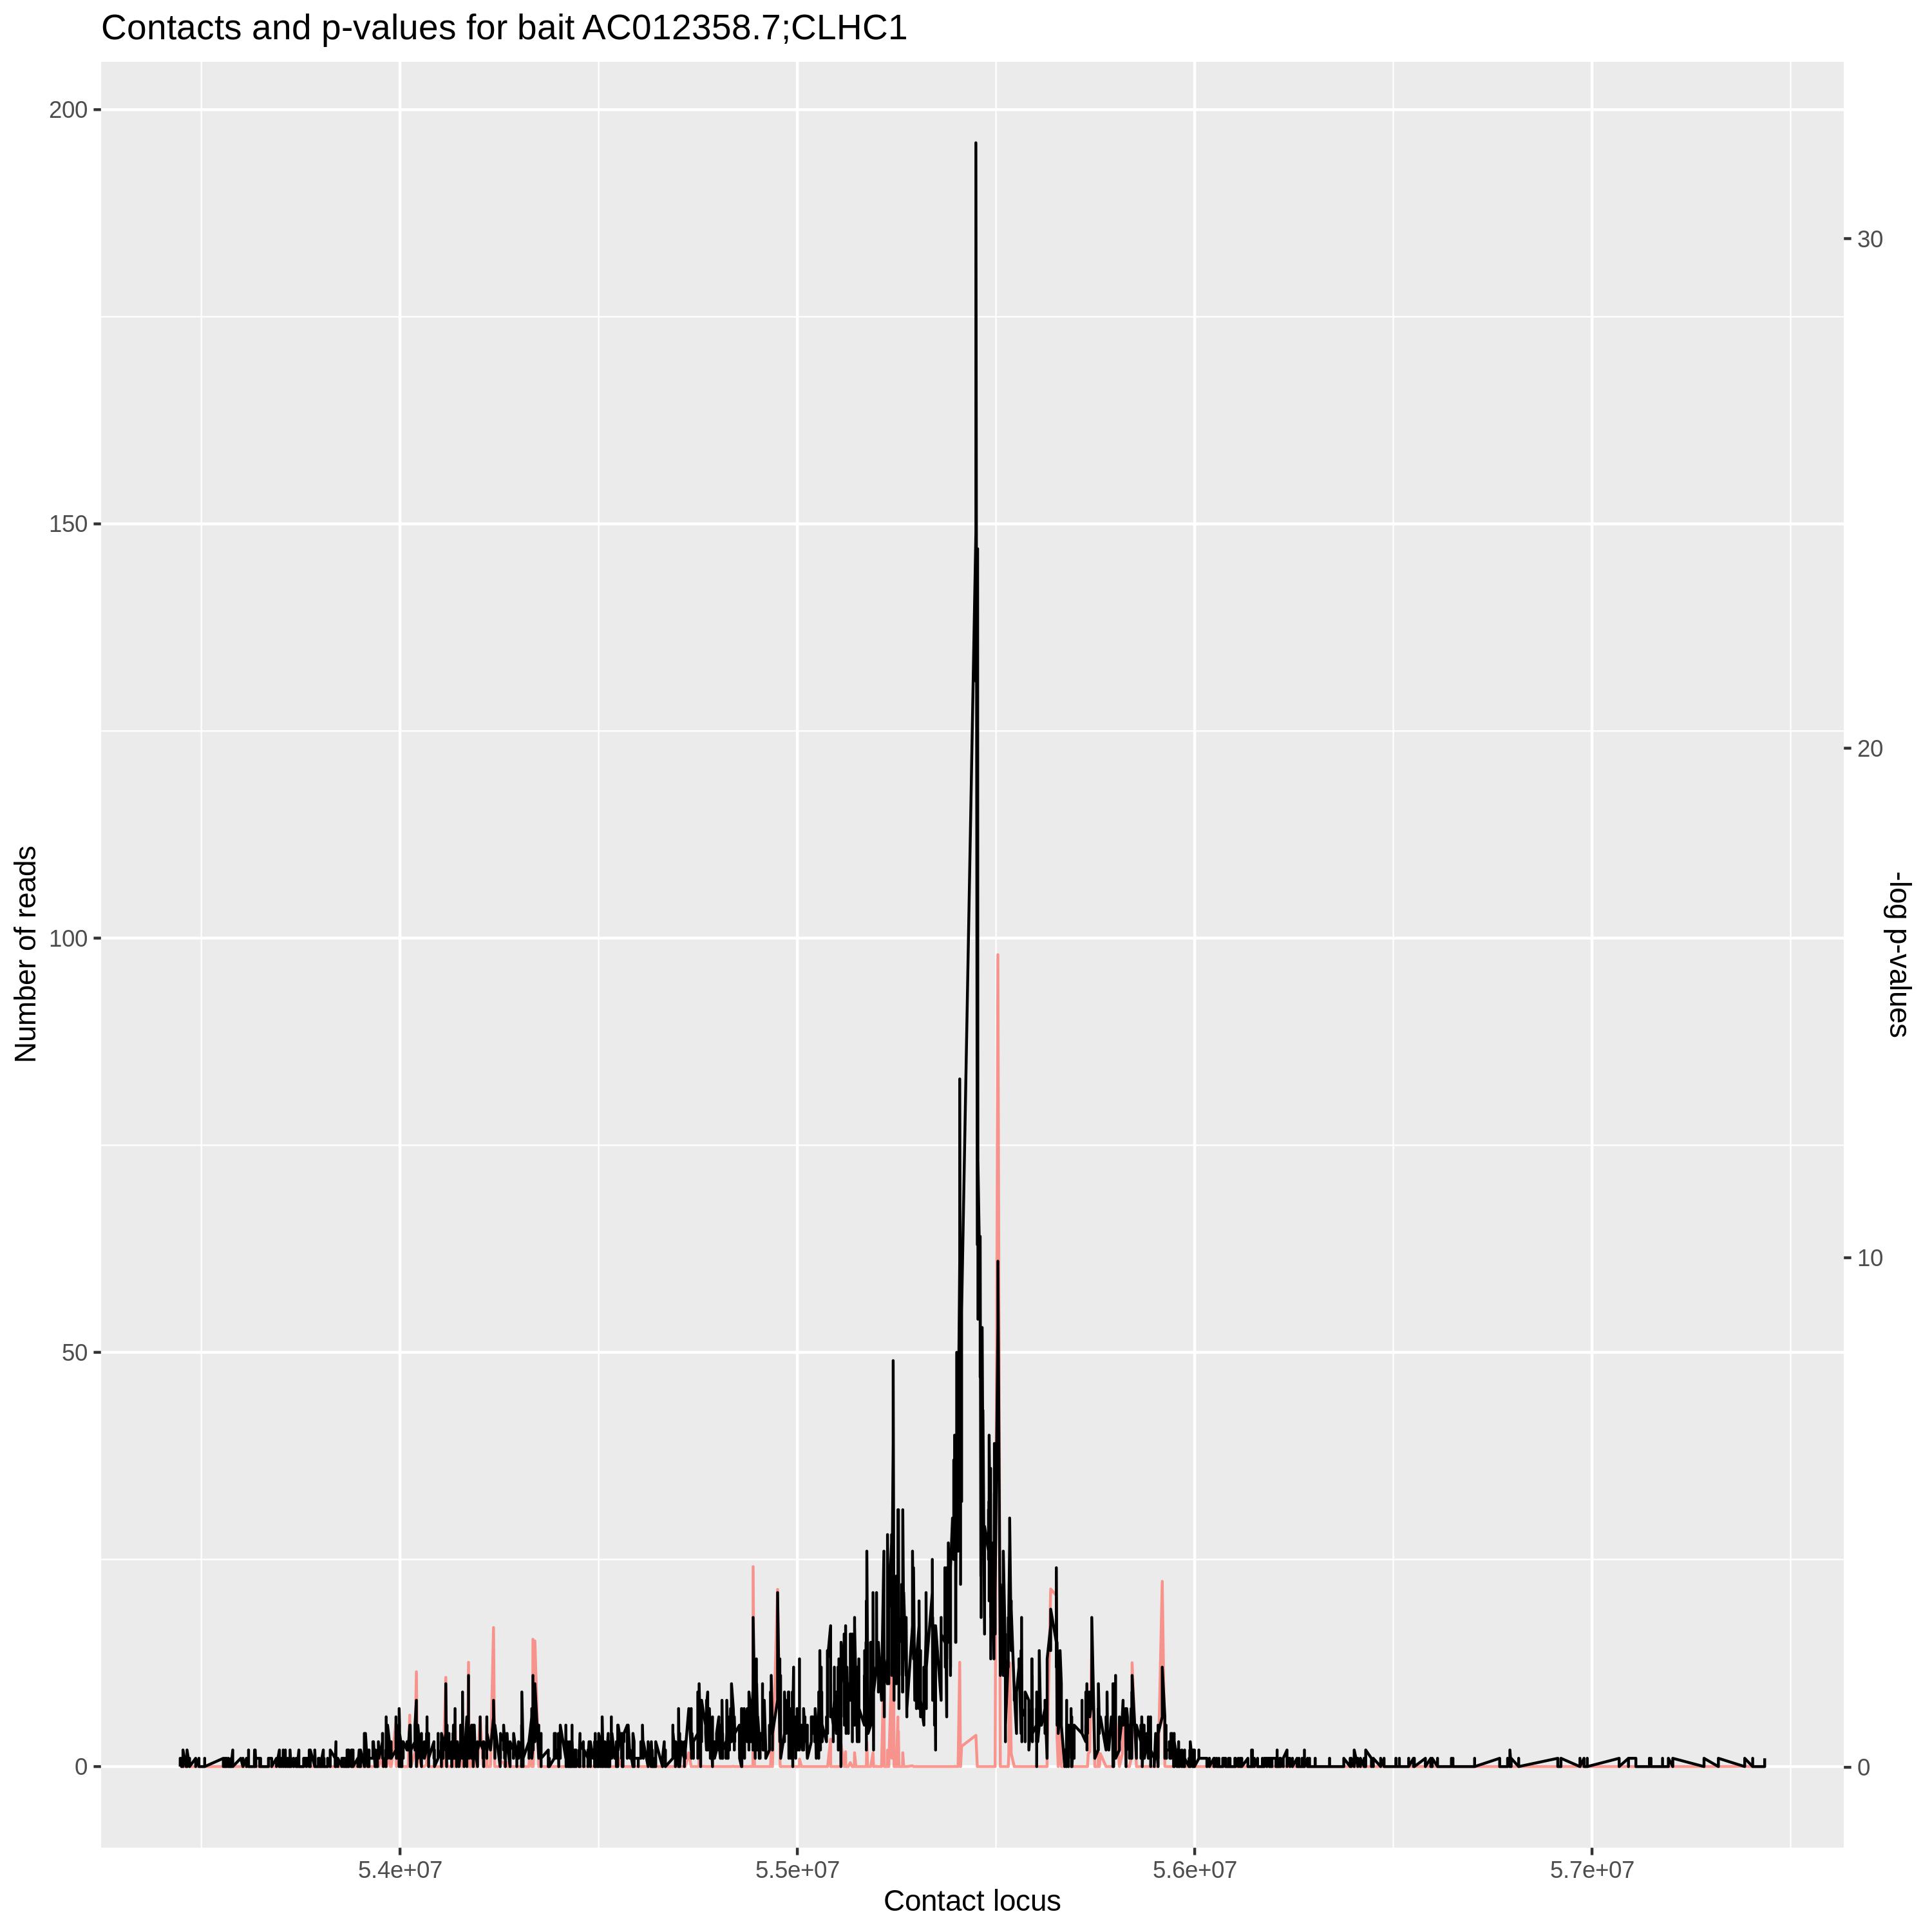 Contacts and p-values for bait AC012358.7;CLHC1
200
150
100
50
0
30
20
10
0
Number of reads
-log p-values
5.4e+07 5.5e+07 5.6e+07 5.7e+07
Contact locus